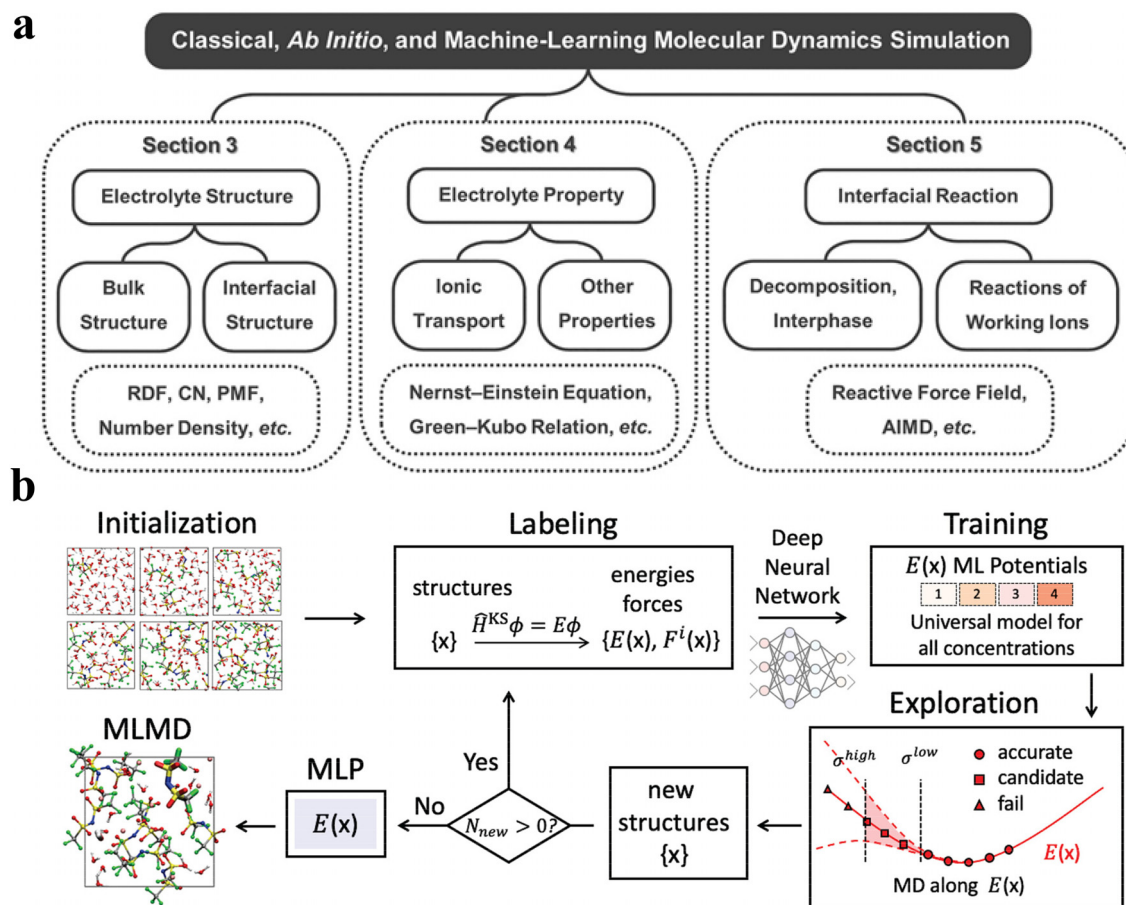 a
Classical, Ab Initio, and Machine-Learning Molecular Dynamics Simulation
Section 3
Electrolyte Structure
Bulk
Structure
Interfacial
Structure
RDF, CN, PMF,
Number Density, etc.
Section 4
Electrolyte Property
Ionic
Transport
Other
Properties
Nernst–Einstein Equation,
Green–Kubo Relation, etc.
Section 5
Interfacial Reaction
Decomposition,
Interphase
Reactions of
Working Ions
Reactive Force Field,
AIMD, etc.
b
Initialization
Labeling
structures
energies
forces
{x}
Ĥ^KS ϕ = Eϕ
{E(x), F^i(x)}
Deep
Neural
Network
Training
E(x) ML Potentials
1 2 3 4
Universal model for
all concentrations
Exploration
σ^high
σ^low
accurate
candidate
fail
E(x)
MD along E(x)
new
structures
{x}
N_new > 0?
Yes
No
MLP
E(x)
MLMD